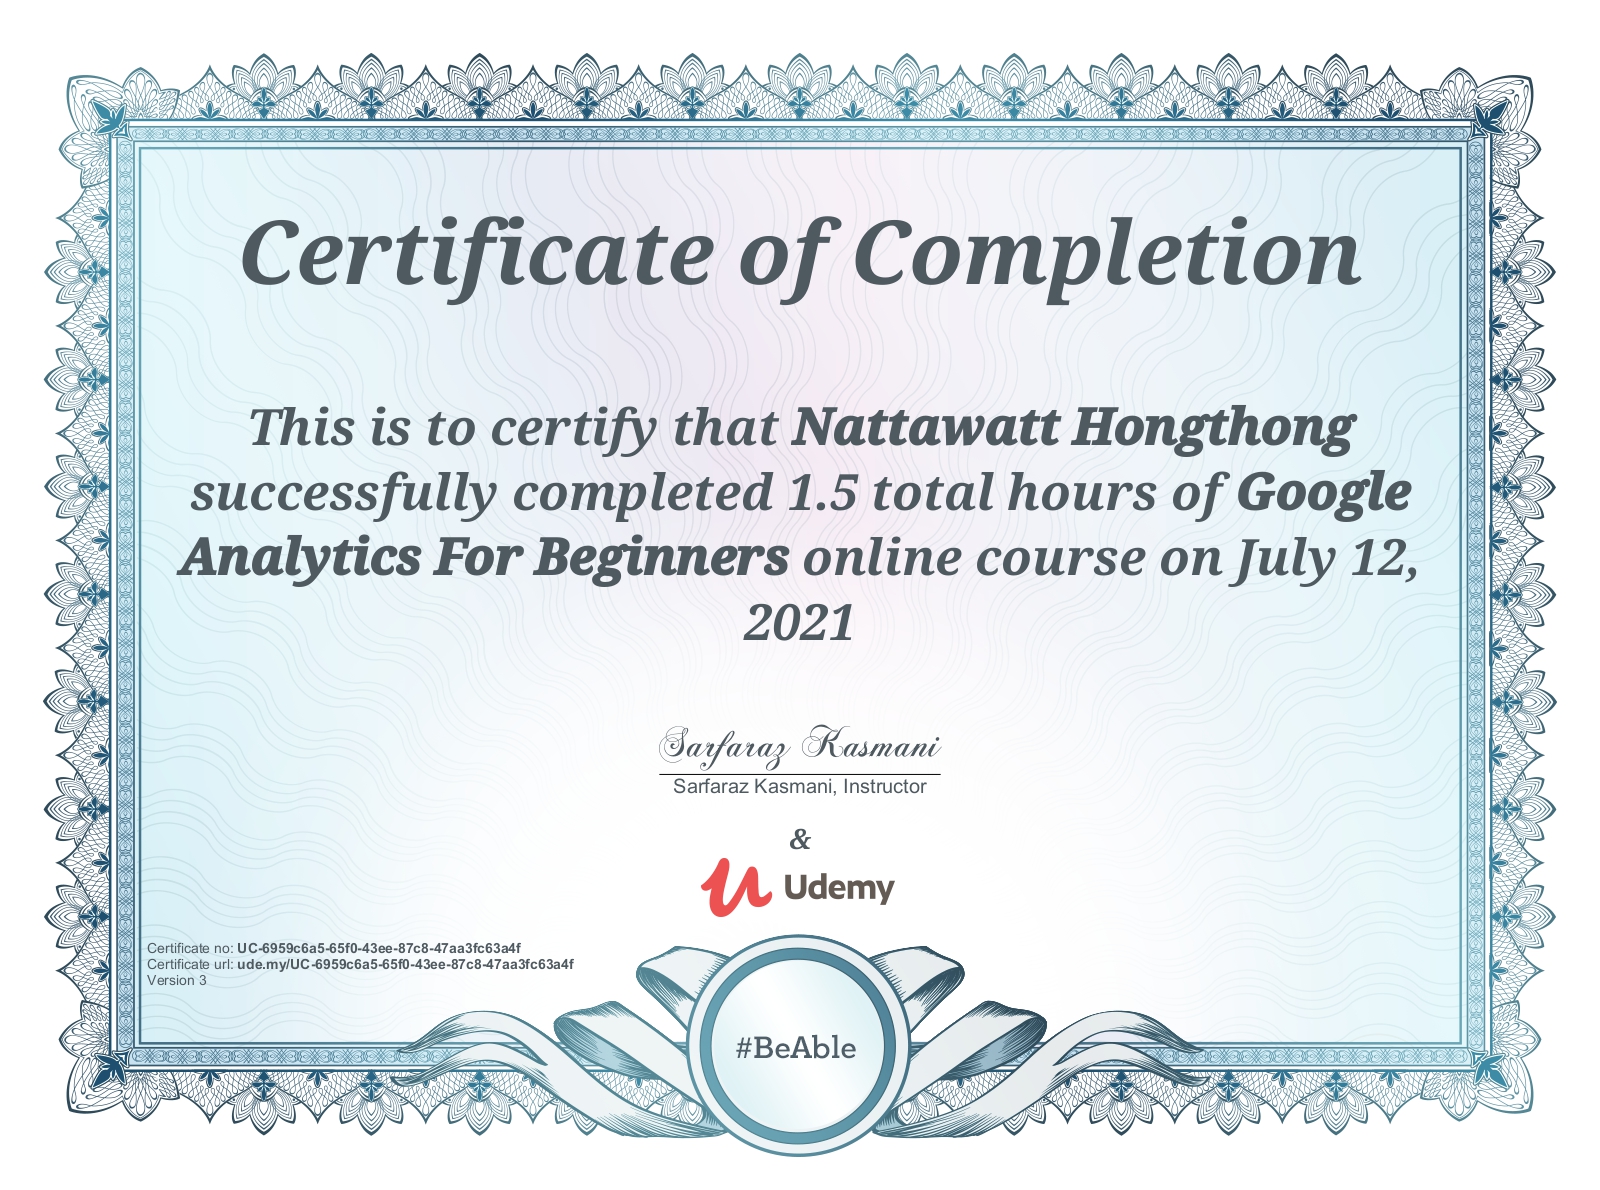 Certificate of Completion
This is to certify that Nattawatt Hongthong
successfully completed 1.5 total hours of Google
Analytics For Beginners online course on July 12,
2021
Sarfaraz Kasmani
Sarfaraz Kasmani, Instructor
&
Udemy
Certificate no: UC-6959c6a5-65f0-43ee-87c8-47aa3fc63a4f
Certificate url: ude.my/UC-6959c6a5-65f0-43ee-87c8-47aa3fc63a4f
Version 3
#BeAble